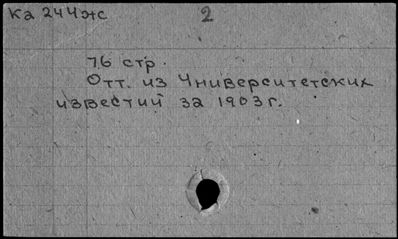 Ка 244жс 2
76 стр.
Отт. из Университетских
известий за 1903 г.